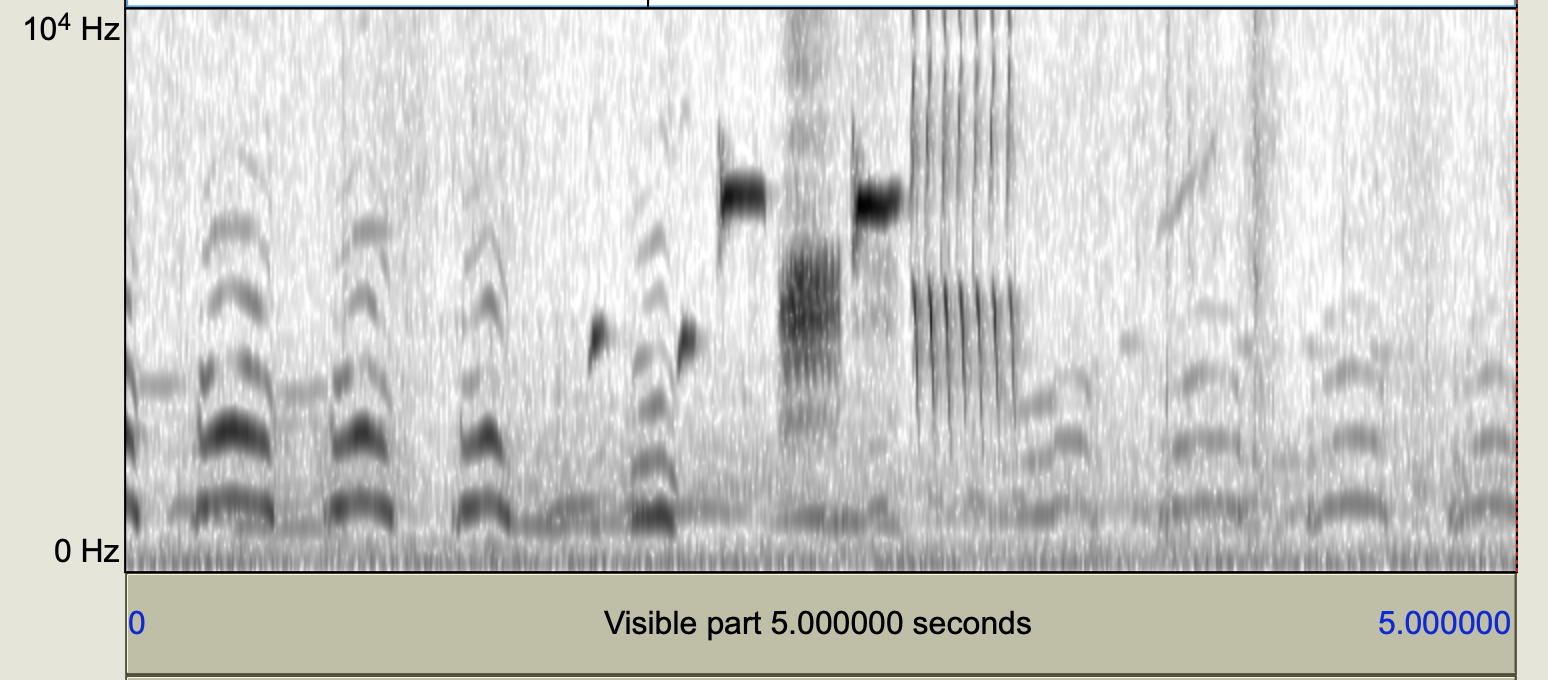 10⁴ Hz
0 Hz
0 Visible part 5.000000 seconds 5.000000